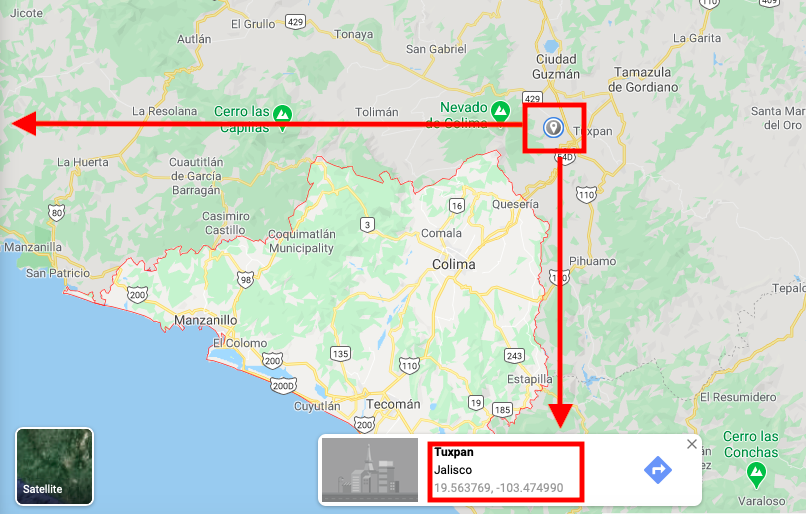 Jicote
El Grullo
429
Tonaya
Autlán
San Gabriel
La Garita
110
Ciudad
Guzmán
Tamazula
de Gordiano
429
La Resolana
Cerro las
Capillas
Tolimán
Nevado
de Colima
Tuxpan
Santa Mar
del Oro
54D
La Huerta
Cuautitlán
de García
Barragán
110
80
Casimiro
Castillo
16
Quesería
3
Coquimatlán
Municipality
Comala
Manzanilla
San Patricio
Colima
Pihuamo
98
110
200
Tepalc
Manzanillo
El Colomo
135
110
243
200
200D
Estapilla
Cuyutlán
Tecomán
19
185
El Resumidero
200
Cerro las
Conchas
Varaloso
Satellite
Tuxpan
Jalisco
19.563769, -103.474990